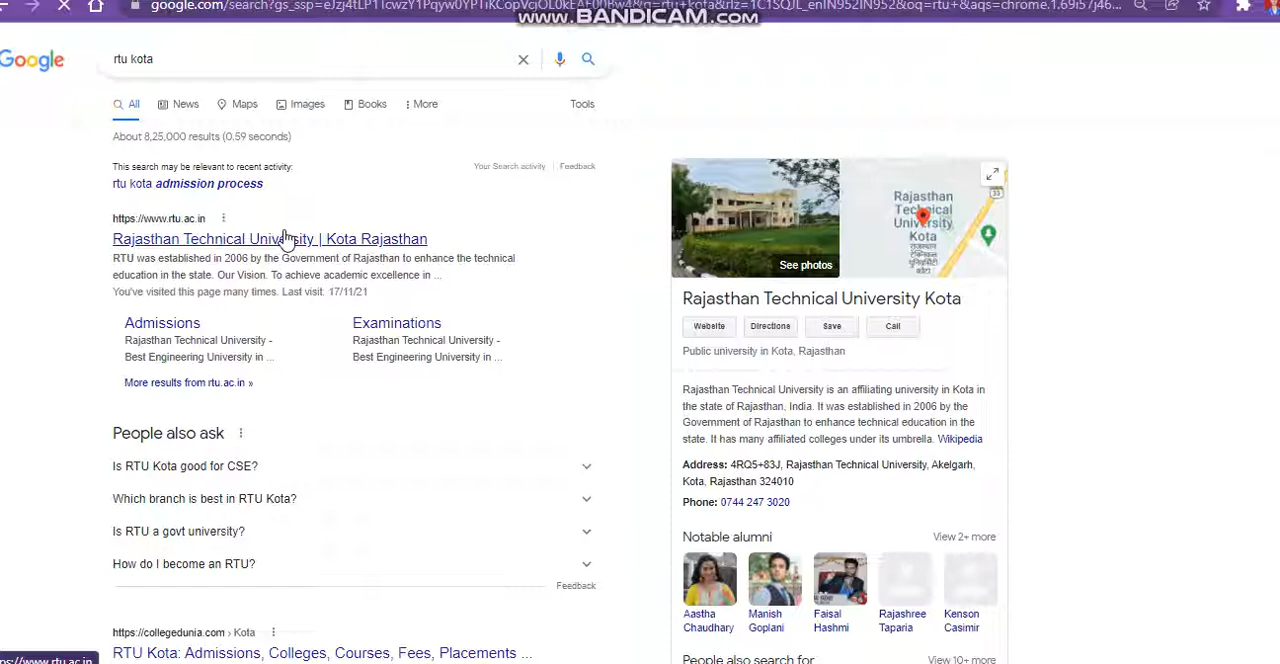 google.com/search?gs_ssp=
www.BANDICAM.com
Google
rtu kota
All News Maps Images Books More Tools
About 8,25,000 results (0.59 seconds)
This search may be relevant to recent activity: Your Search activity Feedback
rtu kota admission process
https://www.rtu.ac.in
Rajasthan Technical University | Kota Rajasthan
RTU was established in 2006 by the Government of Rajasthan to enhance the technical
education in the state. Our Vision. To achieve academic excellence in ...
You've visited this page many times. Last visit: 17/11/21
Admissions
Rajasthan Technical University -
Best Engineering University in ...
Examinations
Rajasthan Technical University -
Best Engineering University in ...
More results from rtu.ac.in »
People also ask
Is RTU Kota good for CSE?
Which branch is best in RTU Kota?
Is RTU a govt university?
How do I become an RTU?
Feedback
https://collegedunia.com › Kota
RTU Kota: Admissions, Colleges, Courses, Fees, Placements ...
https://www.rtu.ac.in
See photos
Rajasthan
Technical
University,
Kota
33
Rajasthan Technical University Kota
Website Directions Save Call
Public university in Kota, Rajasthan
Rajasthan Technical University is an affiliating university in Kota in
the state of Rajasthan, India. It was established in 2006 by the
Government of Rajasthan to enhance technical education in the
state. It has many affiliated colleges under its umbrella. Wikipedia
Address: 4RQ5+83J, Rajasthan Technical University, Akelgarh,
Kota, Rajasthan 324010
Phone: 0744 247 3020
Notable alumni View 2+ more
Aastha
Chaudhary
Manish
Goplani
Faisal
Hashmi
Rajashree
Taparia
Kenson
Casimir
People also search for View 10+ more